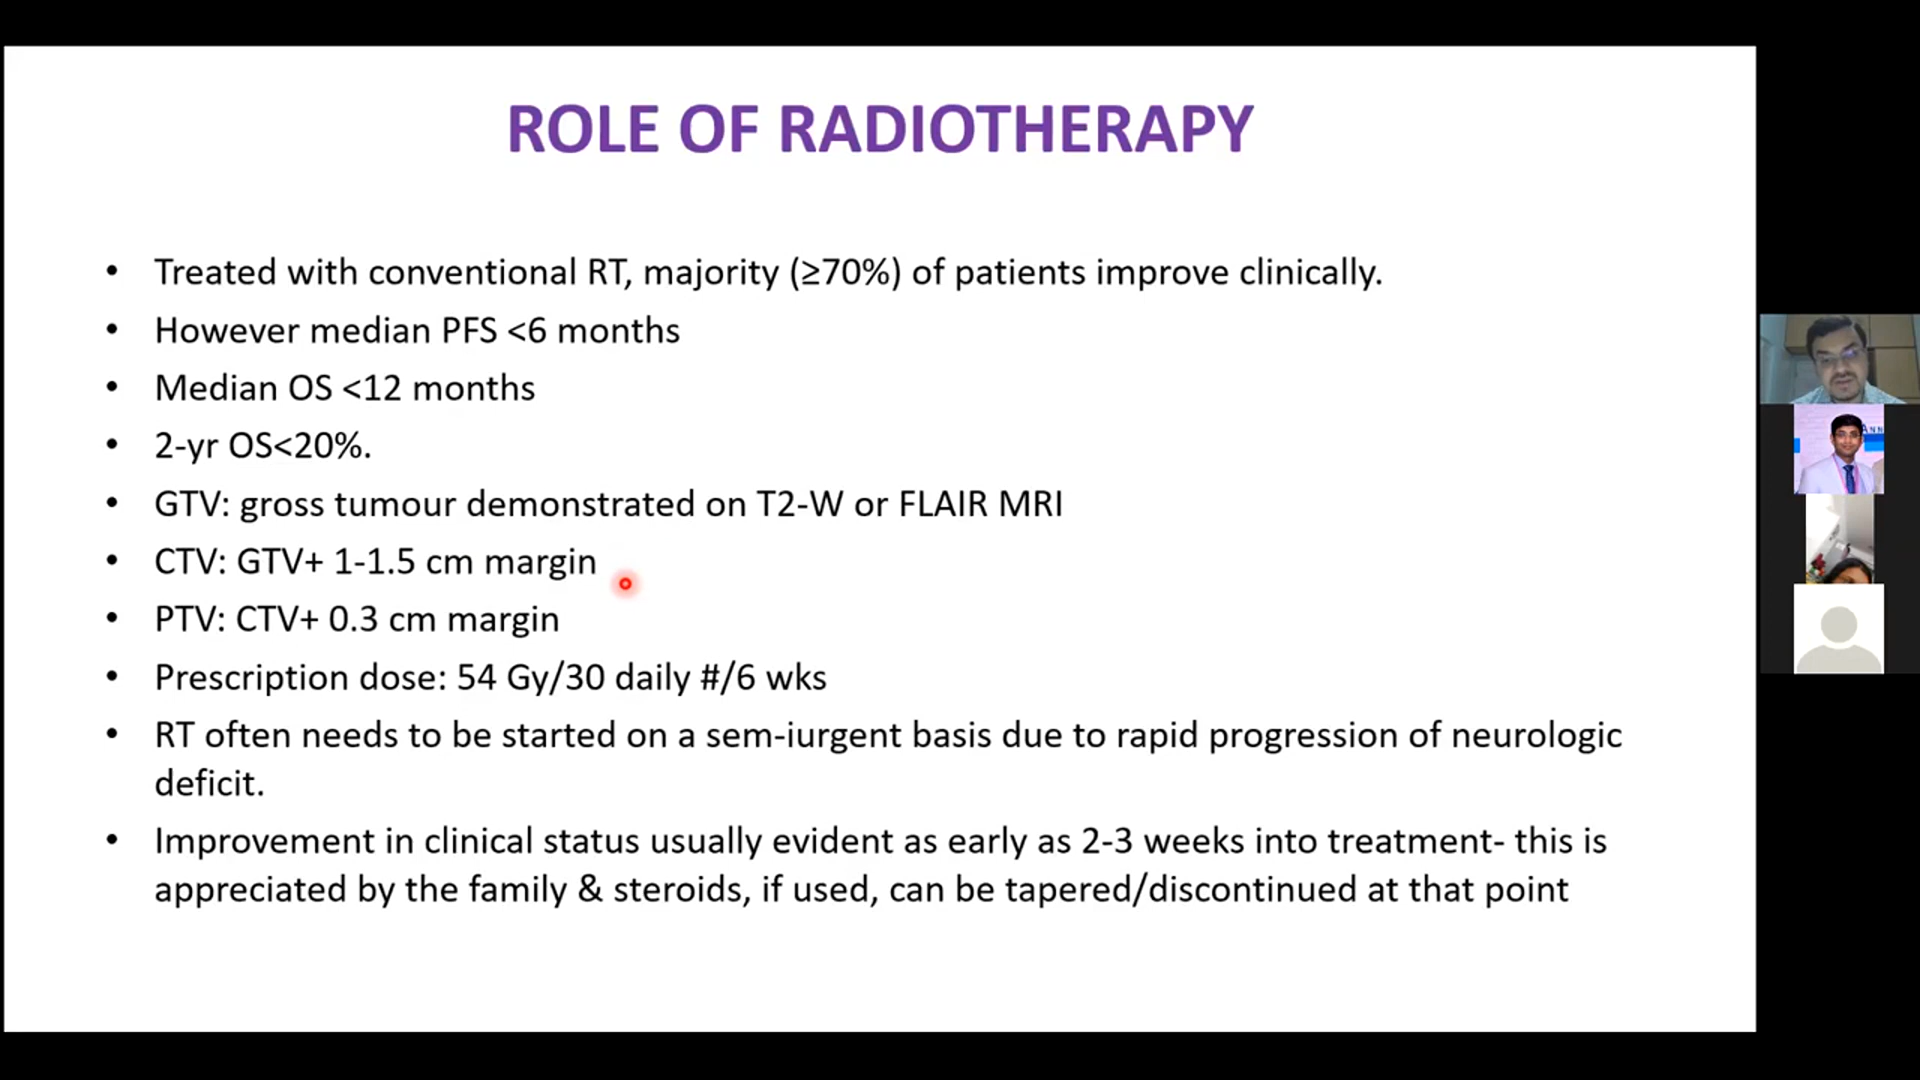 ROLE OF RADIOTHERAPY
• Treated with conventional RT, majority (≥70%) of patients improve clinically.
• However median PFS <6 months
• Median OS <12 months
• 2-yr OS<20%.
• GTV: gross tumour demonstrated on T2-W or FLAIR MRI
• CTV: GTV+ 1-1.5 cm margin
• PTV: CTV+ 0.3 cm margin
• Prescription dose: 54 Gy/30 daily #/6 wks
• RT often needs to be started on a sem-iurgent basis due to rapid progression of neurologic
deficit.
• Improvement in clinical status usually evident as early as 2-3 weeks into treatment- this is
appreciated by the family & steroids, if used, can be tapered/discontinued at that point